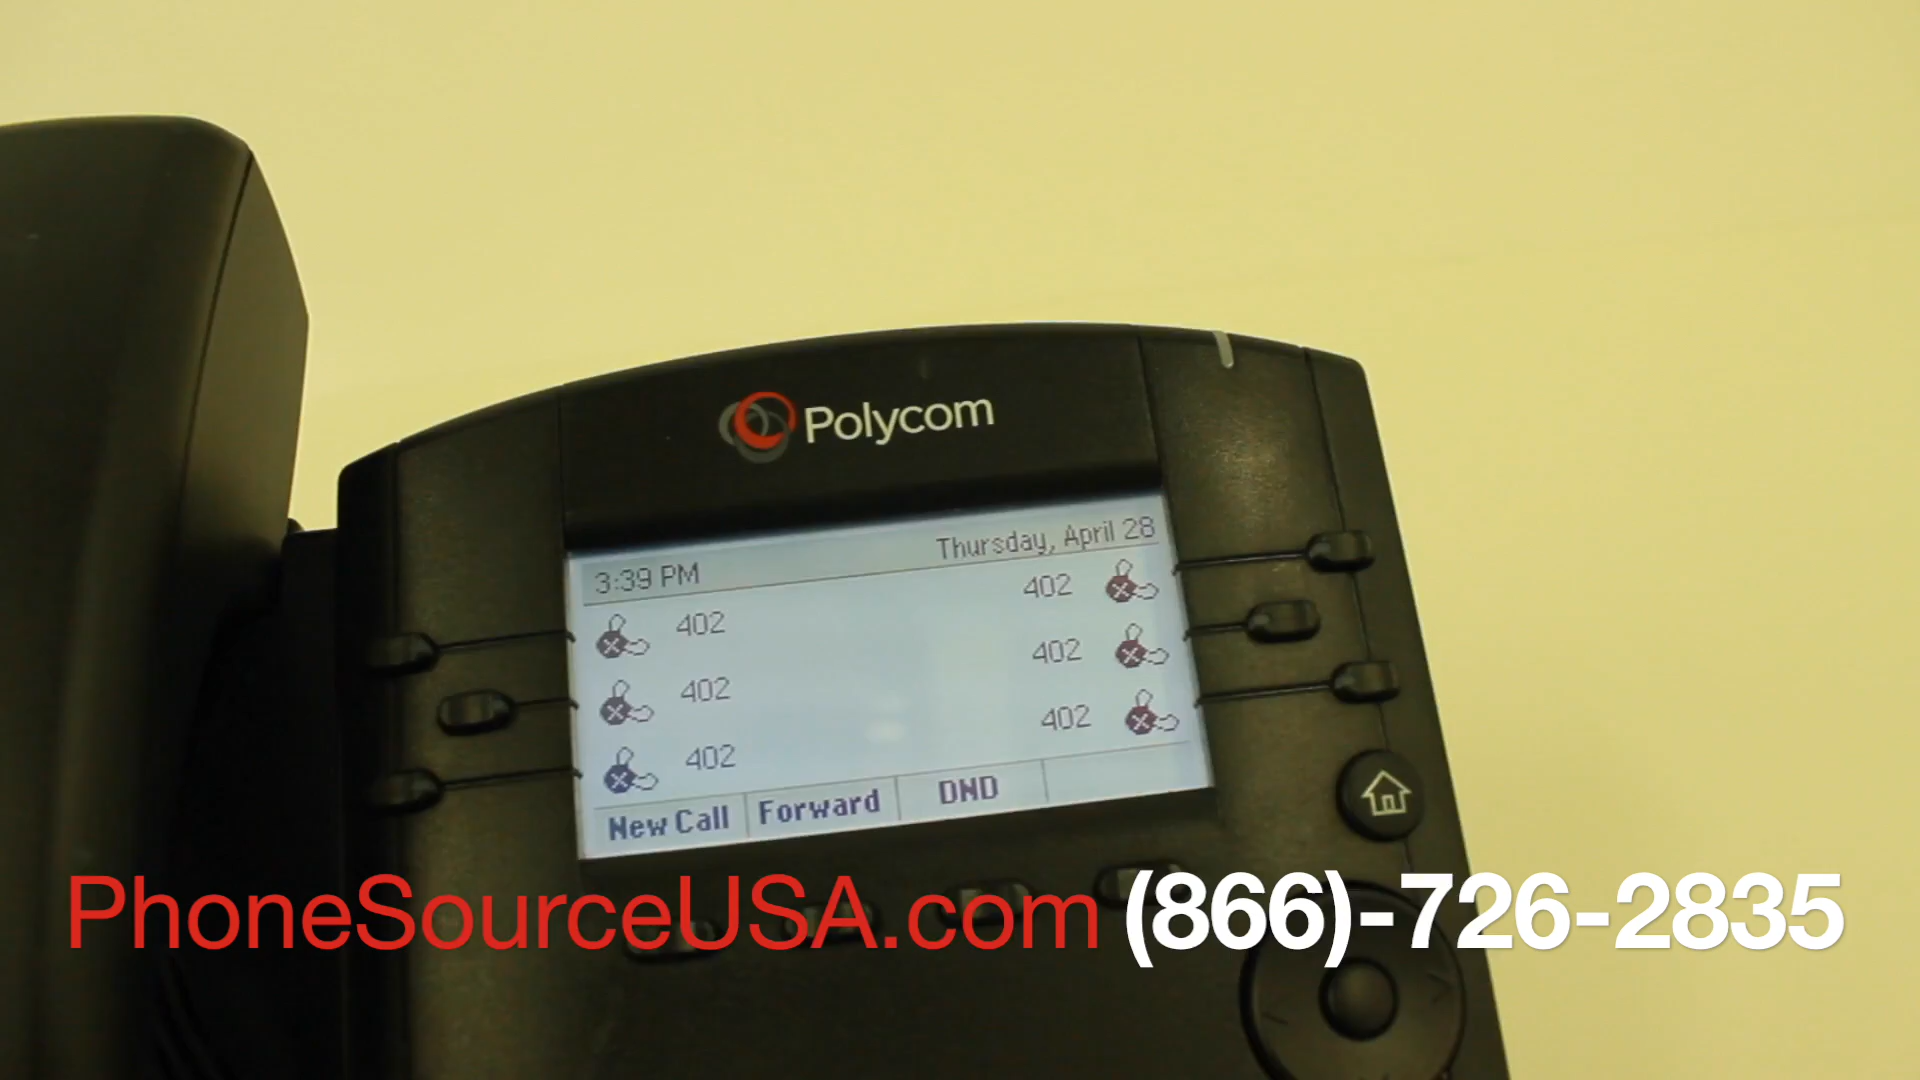 Polycom
3:39 PM Thursday, April 28
402 402
402 402
402 402
New Call Forward DND
PhoneSourceUSA.com (866)-726-2835